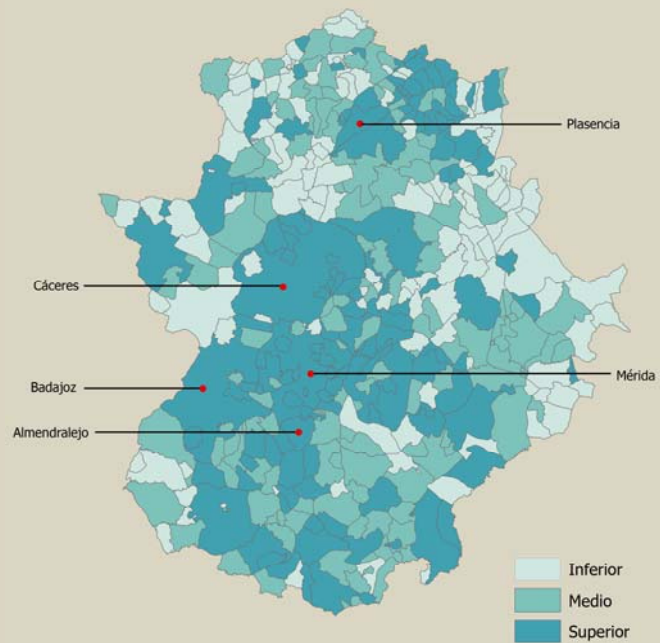 Plasencia
Cáceres
Mérida
Badajoz
Almendralejo
Inferior
Medio
Superior